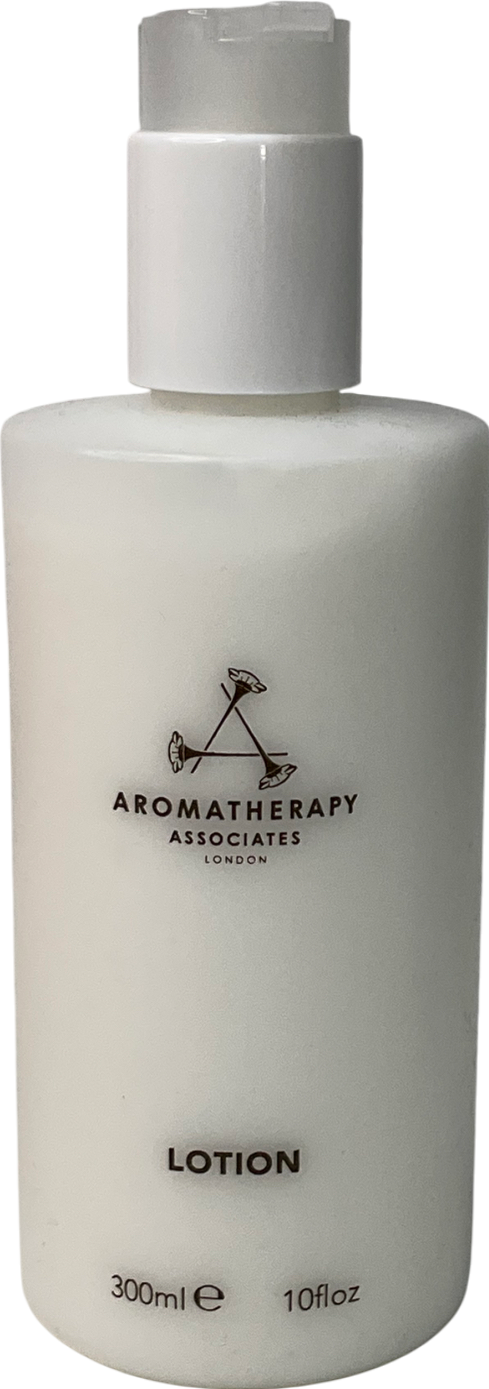 AROMATHERAPY
ASSOCIATES
LONDON
LOTION
300ml ℮ 10floz